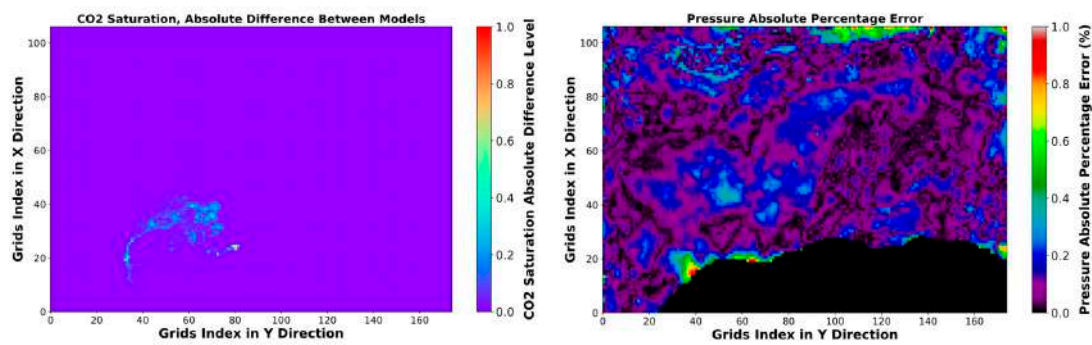 CO2 Saturation, Absolute Difference Between Models
100
80
60
40
20
0
Grids Index in X Direction
0 20 40 60 80 100 120 140 160
Grids Index in Y Direction
1.0
0.8
0.6
0.4
0.2
0.0
CO2 Saturation Absolute Difference Level
Pressure Absolute Percentage Error
100
80
60
40
20
0
Grids Index in X Direction
0 20 40 60 80 100 120 140 160
Grids Index in Y Direction
1.0
0.8
0.6
0.4
0.2
0.0
Pressure Absolute Percentage Error (%)